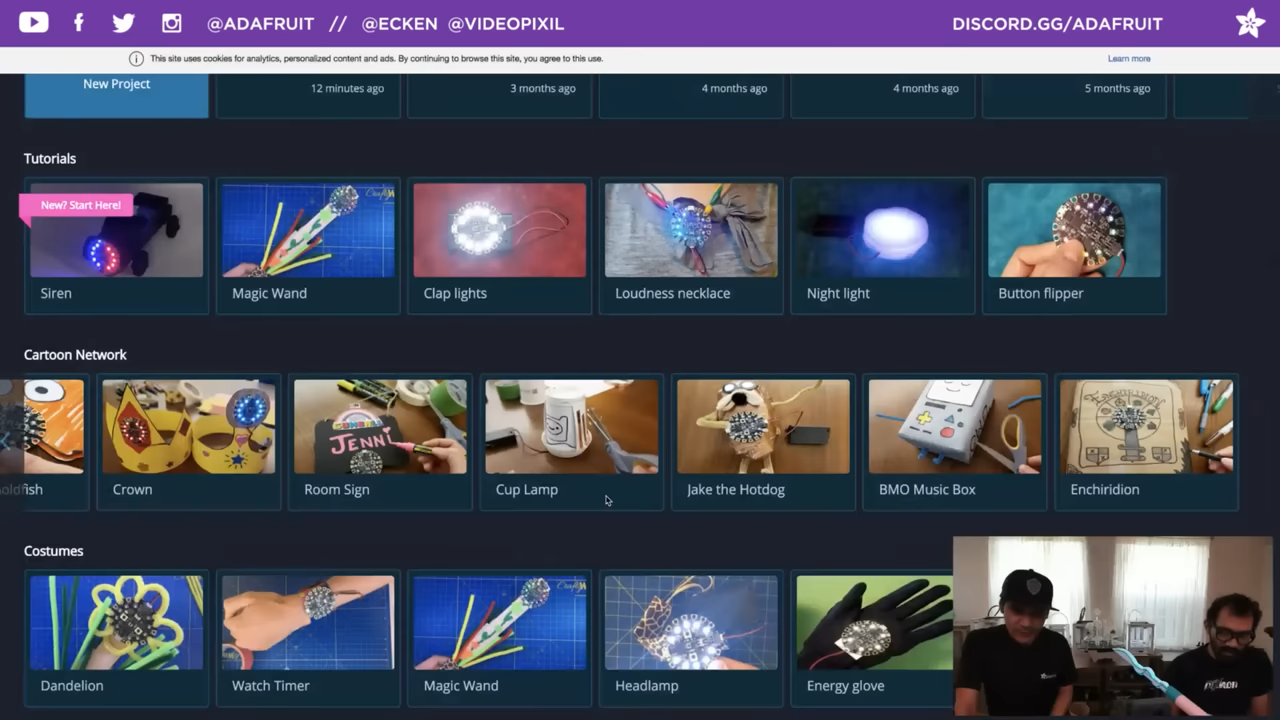 @ADAFRUIT // @ECKEN @VIDEOPIXIL
DISCORD.GG/ADAFRUIT
This site uses cookies for analytics, personalized content and ads. By continuing to browse this site, you agree to this use.
Learn more
New Project
12 minutes ago
3 months ago
4 months ago
4 months ago
5 months ago
Tutorials
New? Start Here!
Siren
Magic Wand
Clap lights
Loudness necklace
Night light
Button flipper
Cartoon Network
oldfish
Crown
JENNI
Room Sign
Cup Lamp
Jake the Hotdog
BMO Music Box
Enchiridion
Costumes
Dandelion
Watch Timer
Magic Wand
Headlamp
Energy glove